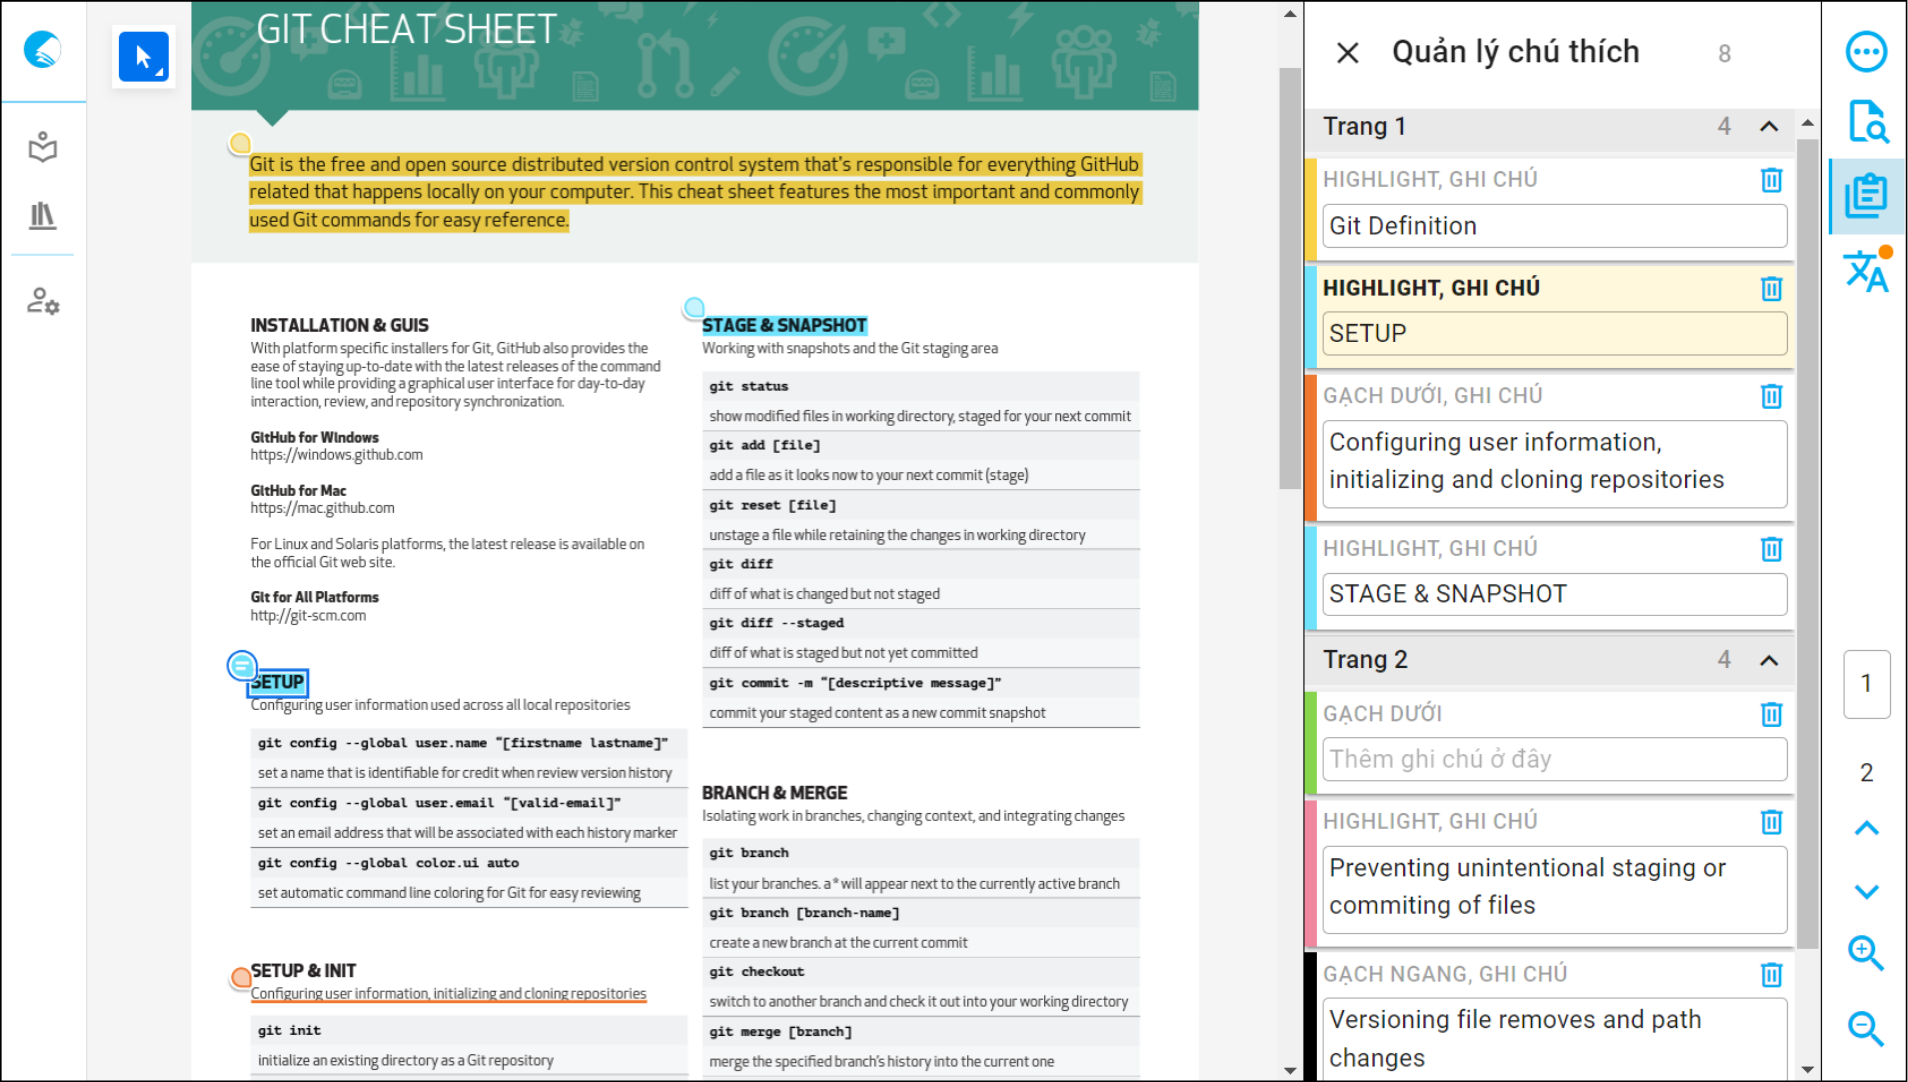 GIT CHEAT SHEET
Git is the free and open source distributed version control system that's responsible for everything GitHub
related that happens locally on your computer. This cheat sheet features the most important and commonly
used Git commands for easy reference.
INSTALLATION & GUIS
With platform specific installers for Git, GitHub also provides the
ease of staying up-to-date with the latest releases of the command
line tool while providing a graphical user interface for day-to-day
interaction, review, and repository synchronization.
GitHub for Windows
https://windows.github.com
GitHub for Mac
https://mac.github.com
For Linux and Solaris platforms, the latest release is available on
the official Git web site.
Git for All Platforms
http://git-scm.com
SETUP
Configuring user information used across all local repositories
git config --global user.name “[firstname lastname]”
set a name that is identifiable for credit when review version history
git config --global user.email “[valid-email]”
set an email address that will be associated with each history marker
git config --global color.ui auto
set automatic command line coloring for Git for easy reviewing
SETUP & INIT
Configuring user information, initializing and cloning repositories
git init
initialize an existing directory as a Git repository
STAGE & SNAPSHOT
Working with snapshots and the Git staging area
git status
show modified files in working directory, staged for your next commit
git add [file]
add a file as it looks now to your next commit (stage)
git reset [file]
unstage a file while retaining the changes in working directory
git diff
diff of what is changed but not staged
git diff --staged
diff of what is staged but not yet committed
git commit -m “[descriptive message]”
commit your staged content as a new commit snapshot
BRANCH & MERGE
Isolating work in branches, changing context, and integrating changes
git branch
list your branches. a * will appear next to the currently active branch
git branch [branch-name]
create a new branch at the current commit
git checkout
switch to another branch and check it out into your working directory
git merge [branch]
merge the specified branch’s history into the current one
Quản lý chú thích 8
Trang 1 4
HIGHLIGHT, GHI CHÚ
Git Definition
HIGHLIGHT, GHI CHÚ
SETUP
GẠCH DƯỚI, GHI CHÚ
Configuring user information,
initializing and cloning repositories
HIGHLIGHT, GHI CHÚ
STAGE & SNAPSHOT
Trang 2 4
GẠCH DƯỚI
Thêm ghi chú ở đây
HIGHLIGHT, GHI CHÚ
Preventing unintentional staging or
commiting of files
GẠCH NGANG, GHI CHÚ
Versioning file removes and path
changes
1
2